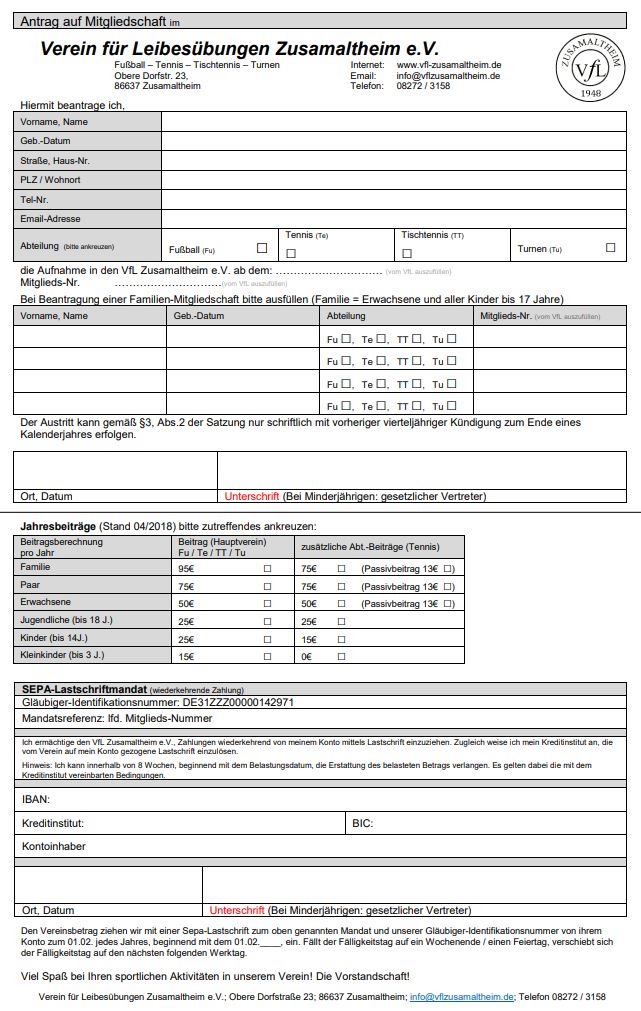 Antrag auf Mitgliedschaft im
Verein für Leibesübungen Zusamaltheim e.V.
Fußball – Tennis – Tischtennis – Turnen
Obere Dorfstr. 23,
86637 Zusamaltheim
Internet: www.vfl-zusamaltheim.de
Email: info@vflzusamaltheim.de
Telefon: 08272 / 3158
ZUSAMALTHEIM
VfL
1948
Hiermit beantrage ich,
Vorname, Name
Geb.-Datum
Straße, Haus-Nr.
PLZ / Wohnort
Tel-Nr.
Email-Adresse
Abteilung (bitte ankreuzen) Fußball (Fu) ☐ Tennis (Te) ☐ Tischtennis (TT) ☐ Turnen (Tu) ☐
die Aufnahme in den VfL Zusamaltheim e.V. ab dem: ................................ (vom VfL auszufüllen)
Mitglieds-Nr. ................................(vom VfL auszufüllen)
Bei Beantragung einer Familien-Mitgliedschaft bitte ausfüllen (Familie = Erwachsene und aller Kinder bis 17 Jahre)
Vorname, Name Geb.-Datum Abteilung Mitglieds-Nr. (vom VfL auszufüllen)
Fu ☐, Te ☐, TT ☐, Tu ☐
Fu ☐, Te ☐, TT ☐, Tu ☐
Fu ☐, Te ☐, TT ☐, Tu ☐
Fu ☐, Te ☐, TT ☐, Tu ☐
Der Austritt kann gemäß §3, Abs.2 der Satzung nur schriftlich mit vorheriger vierteljähriger Kündigung zum Ende eines
Kalenderjahres erfolgen.
Ort, Datum Unterschrift (Bei Minderjährigen: gesetzlicher Vertreter)
Jahresbeiträge (Stand 04/2018) bitte zutreffendes ankreuzen:
Beitragsberechnung
pro Jahr
Beitrag (Hauptverein)
Fu / Te / TT / Tu
zusätzliche Abt.-Beiträge (Tennis)
Familie 95€ ☐ 75€ ☐ (Passivbeitrag 13€ ☐)
Paar 75€ ☐ 75€ ☐ (Passivbeitrag 13€ ☐)
Erwachsene 50€ ☐ 50€ ☐ (Passivbeitrag 13€ ☐)
Jugendliche (bis 18 J.) 25€ ☐ 25€ ☐
Kinder (bis 14J.) 25€ ☐ 15€ ☐
Kleinkinder (bis 3 J.) 15€ ☐ 0€ ☐
SEPA-Lastschriftmandat (wiederkehrende Zahlung)
Gläubiger-Identifikationsnummer: DE31ZZZ00000142971
Mandatsreferenz: lfd. Mitglieds-Nummer
Ich ermächtige den VfL Zusamaltheim e.V., Zahlungen wiederkehrend von meinem Konto mittels Lastschrift einzuziehen. Zugleich weise ich mein Kreditinstitut an, die
vom Verein auf mein Konto gezogene Lastschrift einzulösen.
Hinweis: Ich kann innerhalb von 8 Wochen, beginnend mit dem Belastungsdatum, die Erstattung des belasteten Betrags verlangen. Es gelten dabei die mit dem
Kreditinstitut vereinbarten Bedingungen.
IBAN:
Kreditinstitut: BIC:
Kontoinhaber
Ort, Datum Unterschrift (Bei Minderjährigen: gesetzlicher Vertreter)
Den Vereinsbetrag ziehen wir mit einer Sepa-Lastschrift zum oben genannten Mandat und unserer Gläubiger-Identifikationsnummer von ihrem
Konto zum 01.02. jedes Jahres, beginnend mit dem 01.02.____, ein. Fällt der Fälligkeitstag auf ein Wochenende / einen Feiertag, verschiebt sich
der Fälligkeitstag auf den nächsten folgenden Werktag.
Viel Spaß bei Ihren sportlichen Aktivitäten in unserem Verein! Die Vorstandschaft!
Verein für Leibesübungen Zusamaltheim e.V.; Obere Dorfstraße 23; 86637 Zusamaltheim; info@vflzusamaltheim.de; Telefon 08272 / 3158